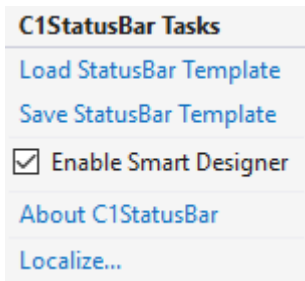 C1StatusBar Tasks
Load StatusBar Template
Save StatusBar Template
Enable Smart Designer
About C1StatusBar
Localize...